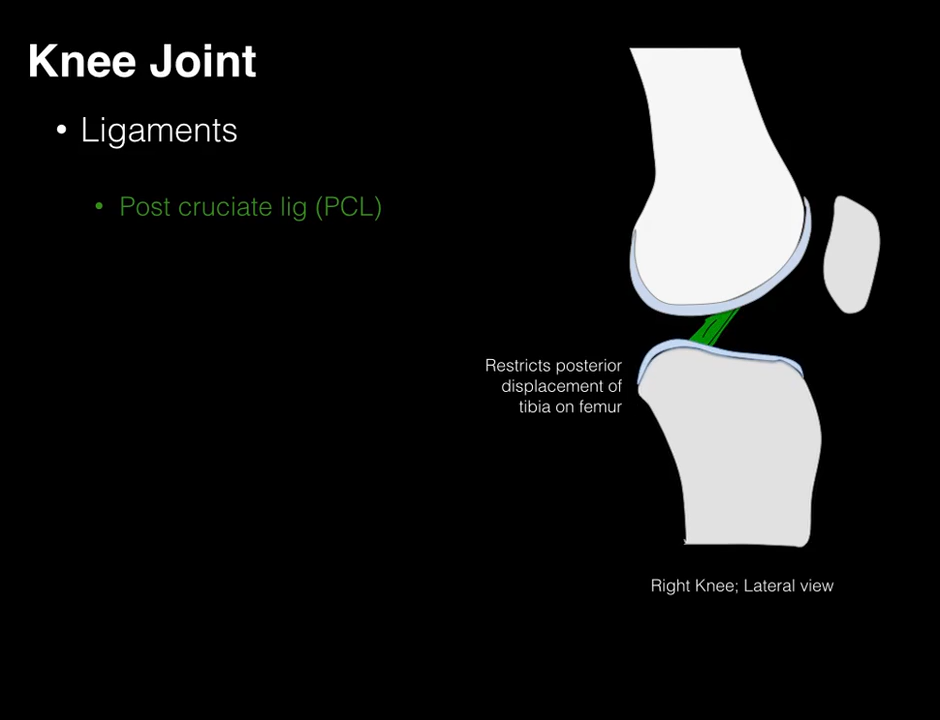 Knee Joint
• Ligaments
• Post cruciate lig (PCL)
Restricts posterior
displacement of
tibia on femur
Right Knee; Lateral view